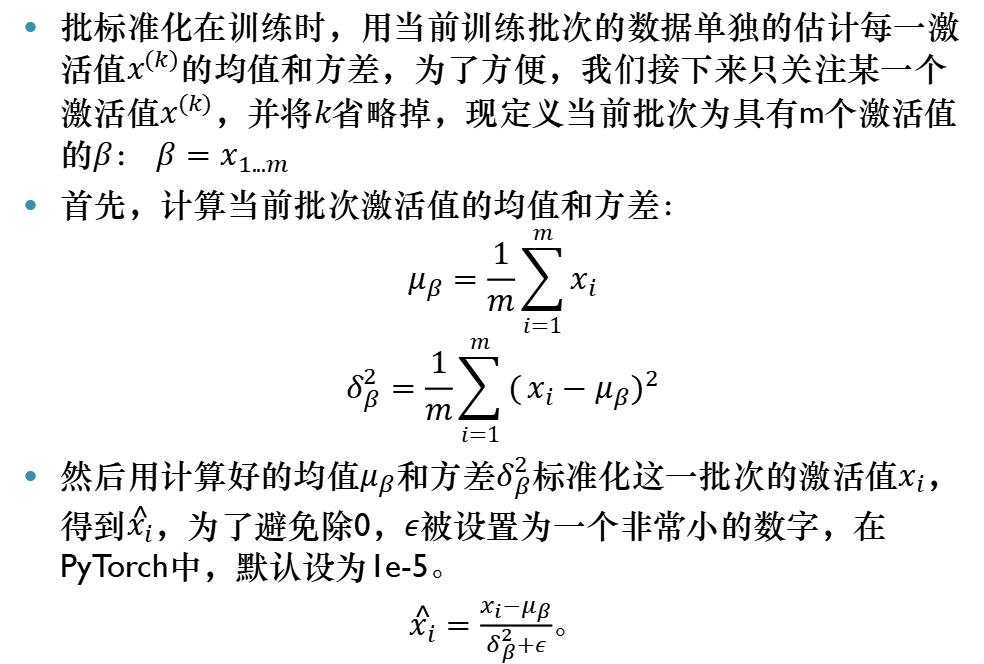 • 批标准化在训练时，用当前训练批次的数据单独的估计每一激
活值x^(k)的均值和方差，为了方便，我们接下来只关注某一个
激活值x^(k)，并将k省略掉，现定义当前批次为具有m个激活值
的β： β = x_{1…m}
• 首先，计算当前批次激活值的均值和方差：
μ_β = \frac{1}{m} \sum_{i=1}^{m} x_i
δ_β^2 = \frac{1}{m} \sum_{i=1}^{m} (x_i − μ_β)^2
• 然后用计算好的均值μ_β和方差δ_β^2标准化这一批次的激活值x_i，
得到\hat{x}_i，为了避免除0，ϵ被设置为一个非常小的数字，在
PyTorch中，默认设为1e-5。
\hat{x}_i = \frac{x_i−μ_β}{δ_β^2+ϵ}。